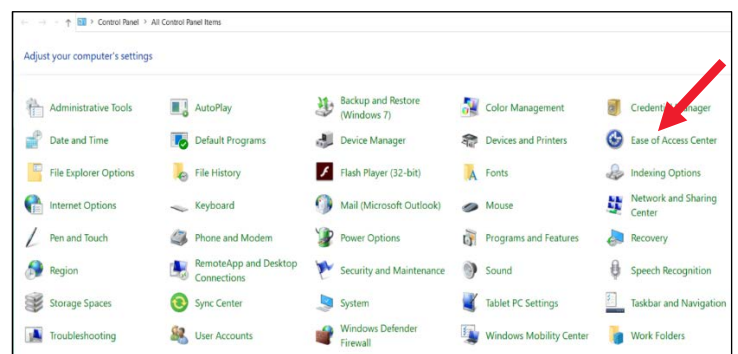 Control Panel > All Control Panel Items
Adjust your computer's settings
Administrative Tools
AutoPlay
Backup and Restore
(Windows 7)
Color Management
Manager
Date and Time
Default Programs
Device Manager
Devices and Printers
Ease of Access Center
File Explorer Options
File History
Flash Player (32-bit)
Fonts
Indexing Options
Internet Options
Keyboard
Mail (Microsoft Outlook)
Mouse
Network and Sharing
Center
Pen and Touch
Phone and Modem
Power Options
Programs and Features
Recovery
Region
RemoteApp and Desktop
Connections
Security and Maintenance
Sound
Speech Recognition
Storage Spaces
Sync Center
System
Tablet PC Settings
Taskbar and Navigation
Troubleshooting
User Accounts
Windows Defender
Firewall
Windows Mobility Center
Work Folders